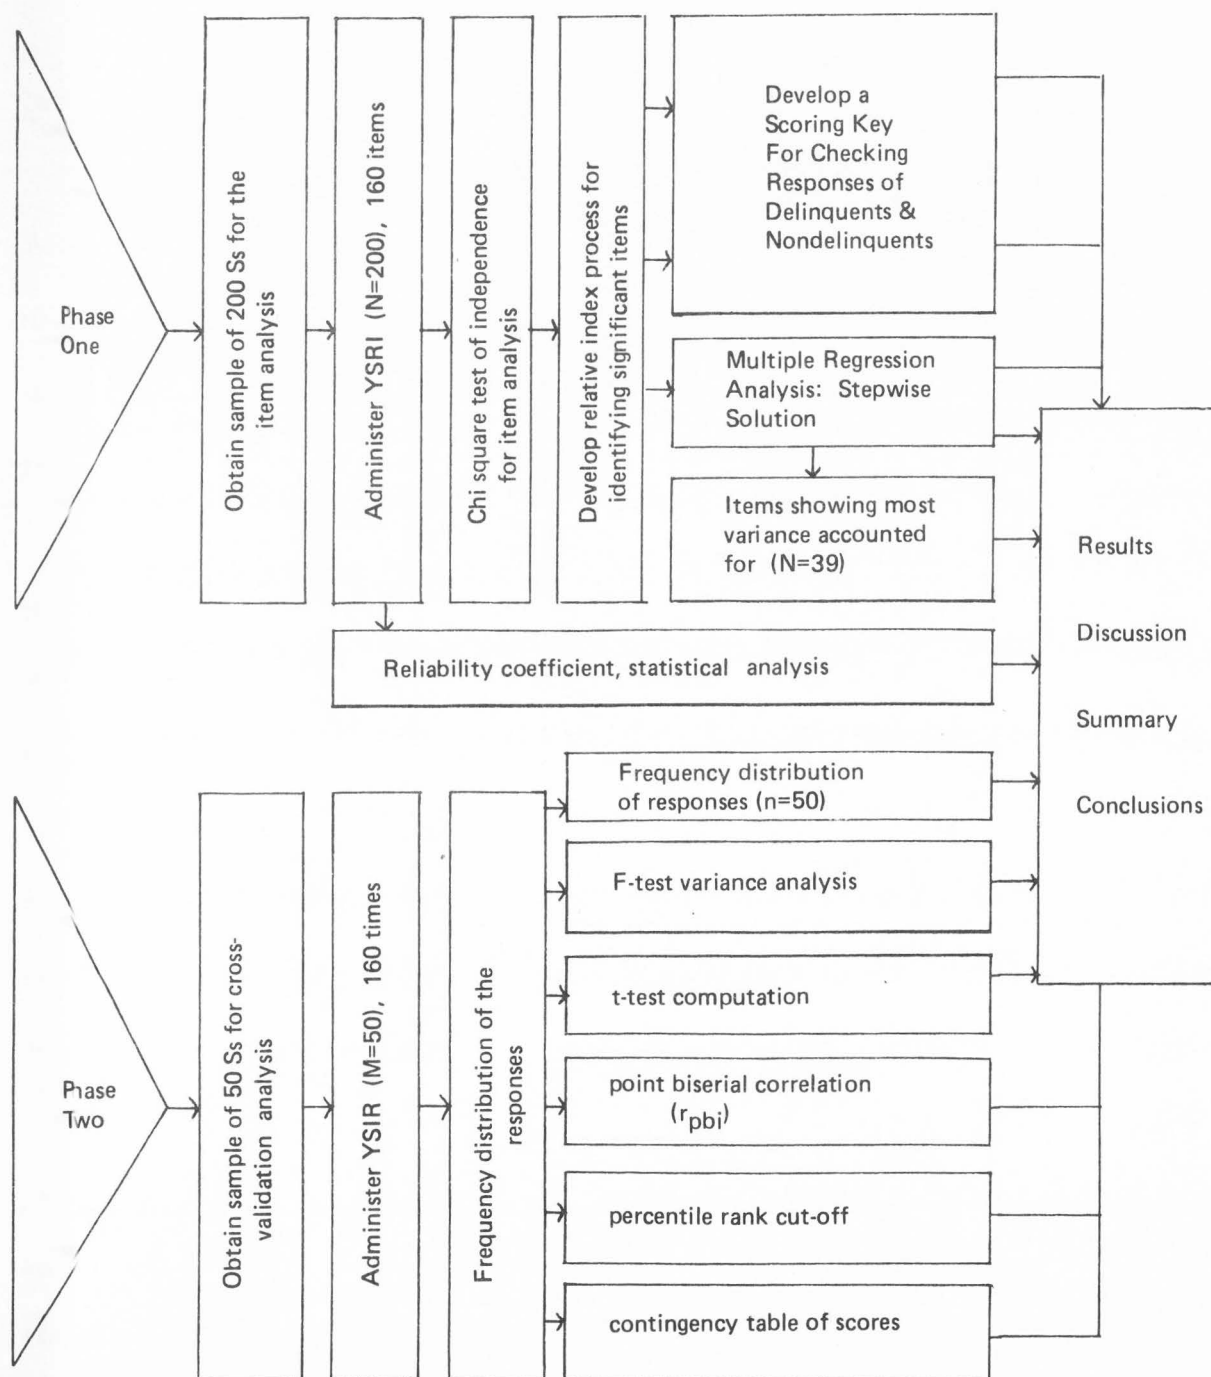 Phase
One
Obtain sample of 200 Ss for the
item analysis
Administer YSRI (N=200), 160 items
Chi square test of independence
for item analysis
Develop relative index process for
identifying significant items
Develop a
Scoring Key
For Checking
Responses of
Delinquents &
Nondelinquents
Multiple Regression
Analysis: Stepwise
Solution
Items showing most
variance accounted
for (N=39)
Reliability coefficient, statistical analysis
Results
Discussion
Summary
Conclusions
Phase
Two
Obtain sample of 50 Ss for cross-
validation analysis
Administer YSIR (M=50), 160 times
Frequency distribution of the
responses
Frequency distribution
of responses (n=50)
F-test variance analysis
t-test computation
point biserial correlation
(rpbi)
percentile rank cut-off
contingency table of scores